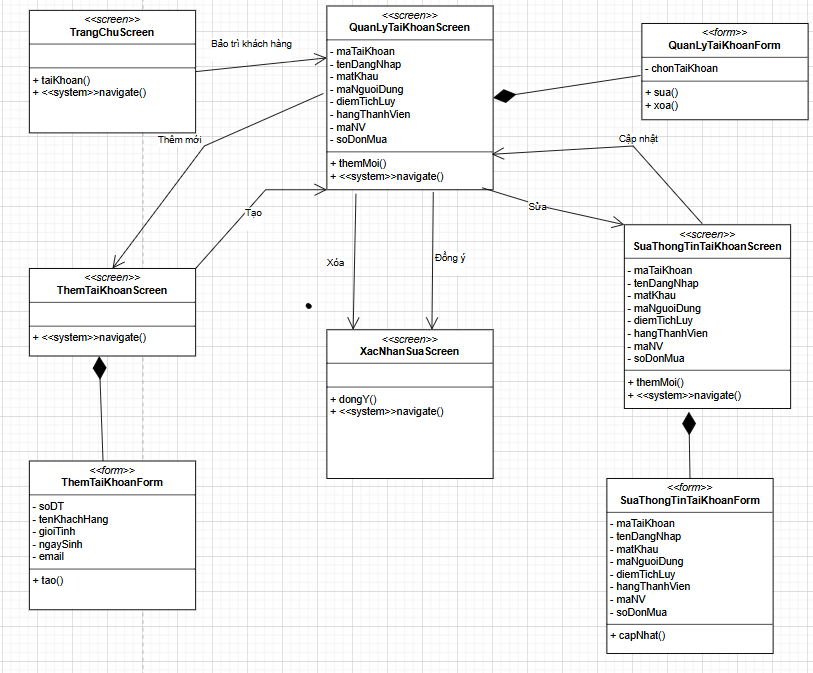 <<screen>>
TrangChuScreen
+ taiKhoan()
+ <<system>>navigate()
Bảo trì khách hàng
<<screen>>
QuanLyTaiKhoanScreen
- maTaiKhoan
- tenDangNhap
- matKhau
- maNguoiDung
- diemTichLuy
- hangThanhVien
- maNV
- soDonMua
+ themMoi()
+ <<system>>navigate()
<<form>>
QuanLyTaiKhoanForm
- chonTaiKhoan
+ sua()
+ xoa()
Thêm mới
Cập nhật
Tạo
Sửa
Xóa
Đồng ý
<<screen>>
ThemTaiKhoanScreen
+ <<system>>navigate()
<<screen>>
XacNhanSuaScreen
+ dongY()
+ <<system>>navigate()
<<screen>>
SuaThongTinTaiKhoanScreen
- maTaiKhoan
- tenDangNhap
- matKhau
- maNguoiDung
- diemTichLuy
- hangThanhVien
- maNV
- soDonMua
+ themMoi()
+ <<system>>navigate()
<<form>>
ThemTaiKhoanForm
- soDT
- tenKhachHang
- gioiTinh
- ngaySinh
- email
+ tao()
<<form>>
SuaThongTinTaiKhoanForm
- maTaiKhoan
- tenDangNhap
- matKhau
- maNguoiDung
- diemTichLuy
- hangThanhVien
- maNV
- soDonMua
+ capNhat()